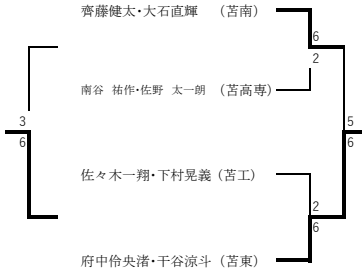 齊藤健太・大石直輝 (苫南)
6
2
南谷 祐作・佐野 太一朗 (苫高専)
3
6
5
6
佐々木一翔・下村晃義 (苫工)
2
6
府中伶央渚・干谷涼斗 (苫東)